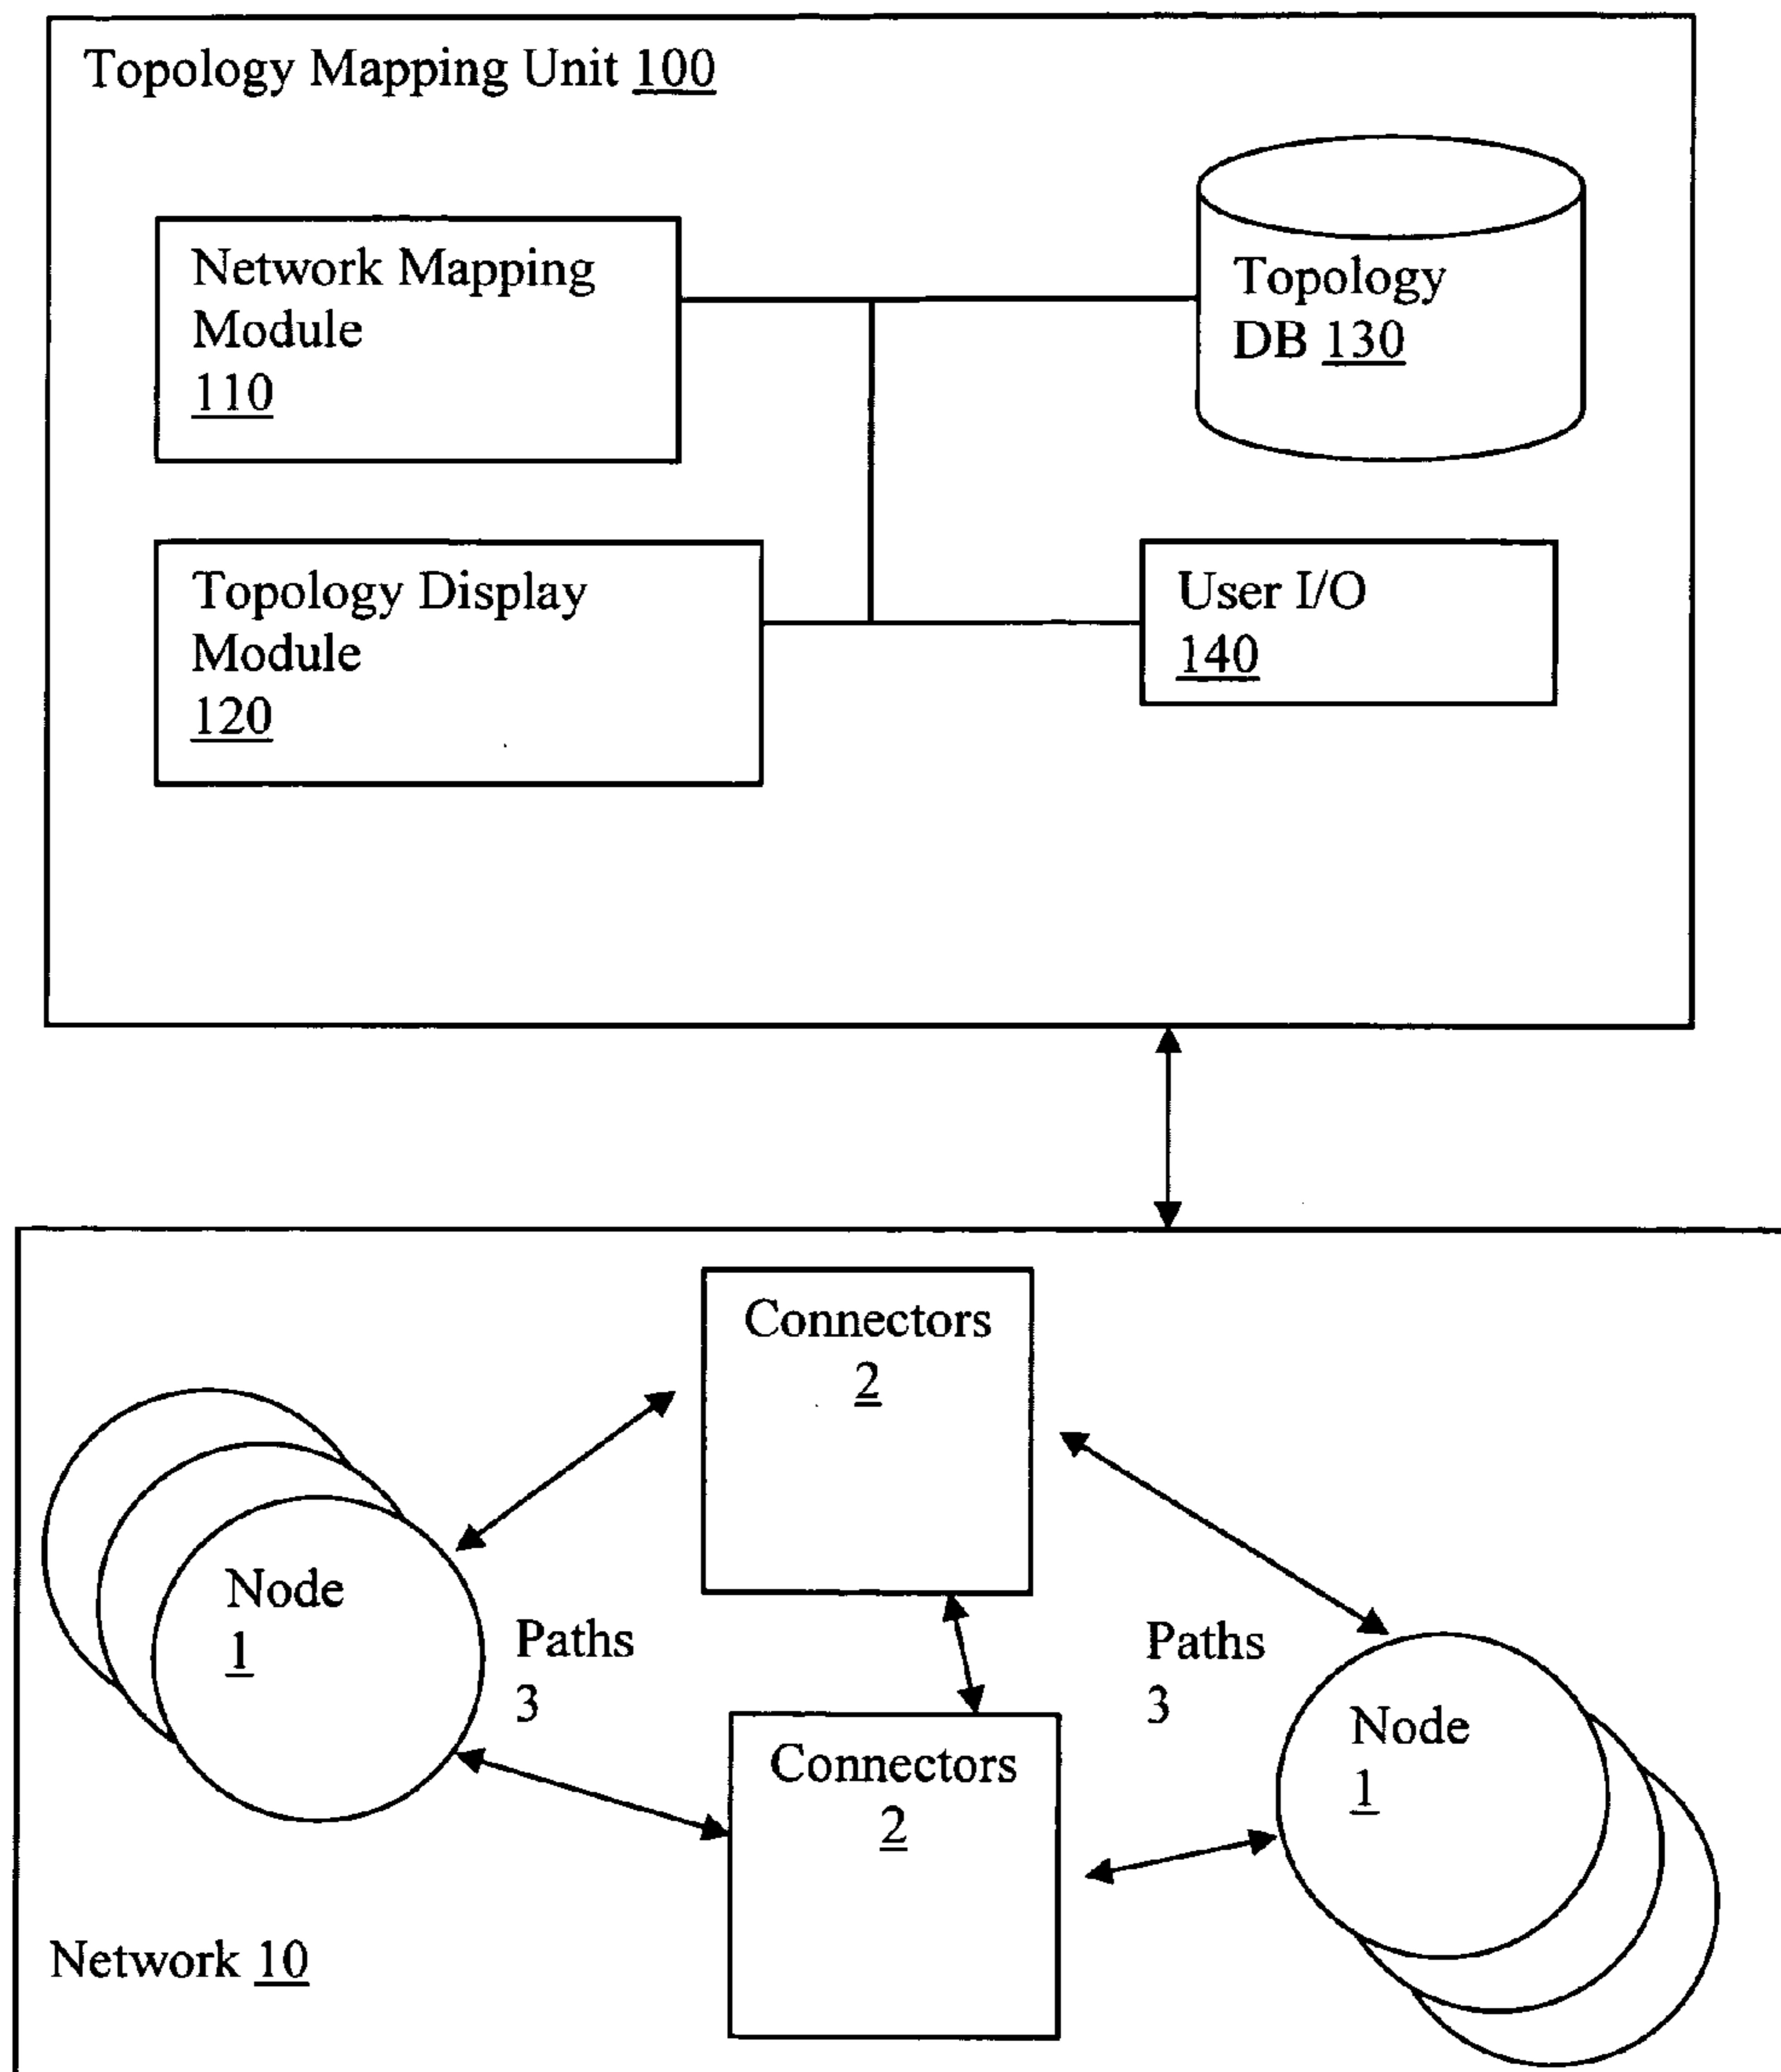 Topology Mapping Unit 100
Network Mapping
Module
110
Topology
DB 130
Topology Display
Module
120
User I/O
140
Connectors
2
Node
1
Paths
3
Paths
3
Node
1
Connectors
2
Network 10